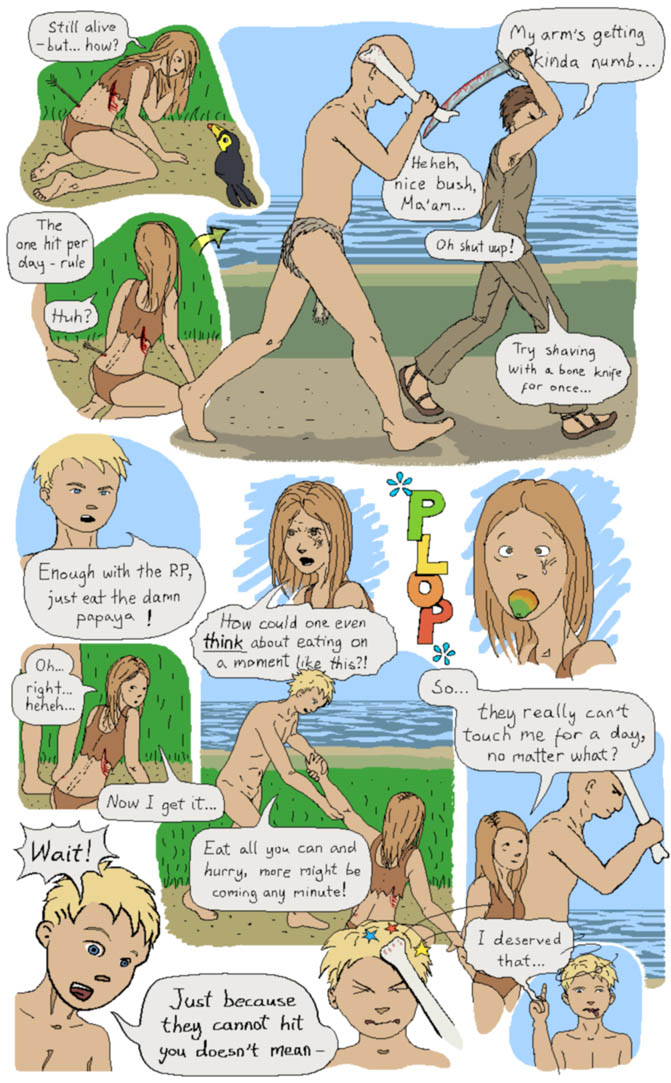 Still alive
-but... how?
My arm's getting
kinda numb...
Heheh,
nice bush,
Ma'am...
Oh shut uup!
Try shaving
with a bone knife
for once...
The
one hit per
day - rule
Huh?
Enough with the RP,
just eat the damn
papaya !
How could one even
think about eating on
a moment like this?!
*PLOP*
Oh...
right...
heheh...
Now I get it...
Eat all you can and
hurry, more might be
coming any minute!
So...
they really can't
touch me for a day,
no matter what?
Wait!
Just because
they cannot hit
you doesn't mean -
I deserved
that...